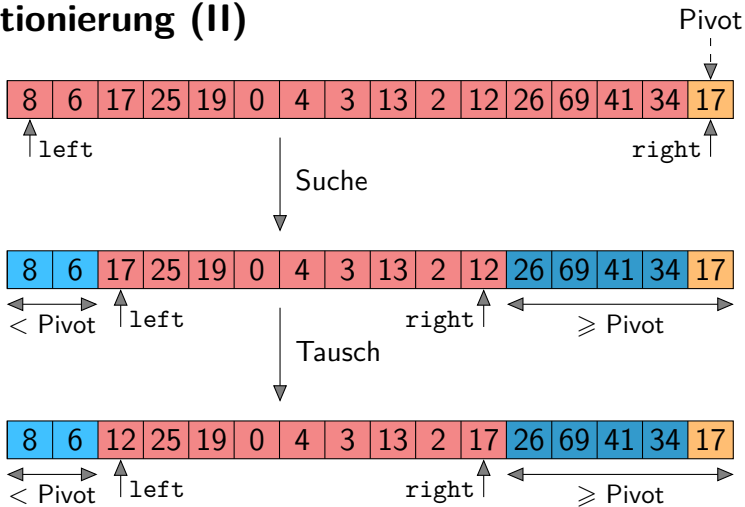 tionierung (II)
Pivot
8 6 17 25 19 0 4 3 13 2 12 26 69 41 34 17
left right
Suche
8 6 17 25 19 0 4 3 13 2 12 26 69 41 34 17
< Pivot left right ⩾ Pivot
Tausch
8 6 12 25 19 0 4 3 13 2 17 26 69 41 34 17
< Pivot left right ⩾ Pivot